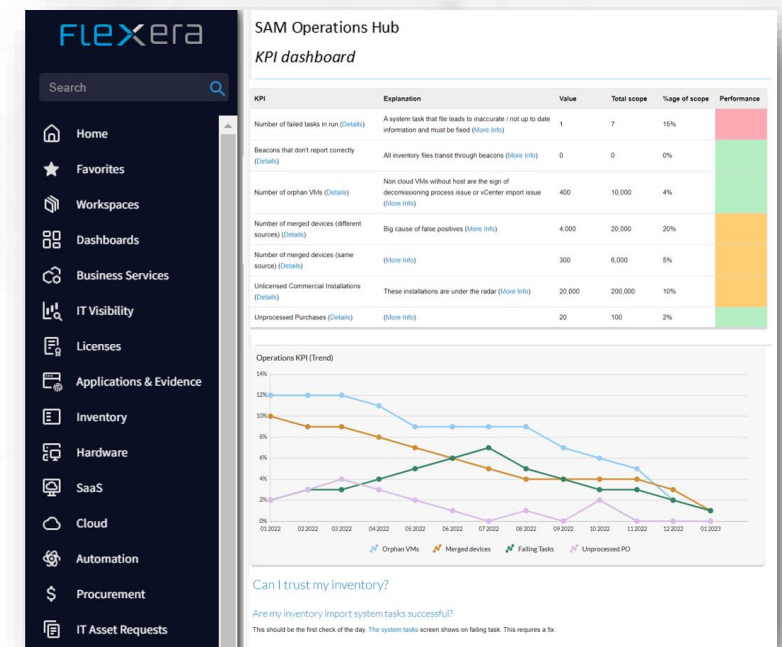 Flexera
Search
Home
Favorites
Workspaces
Dashboards
Business Services
IT Visibility
Licenses
Applications & Evidence
Inventory
Hardware
SaaS
Cloud
Automation
Procurement
IT Asset Requests
SAM Operations Hub
KPI dashboard
KPI Explanation Value Total scope %age of scope Performance
Number of failed tasks in run (Details) A system task that file leads to inaccurate / not up to date information and must be fixed (More Info) 1 7 15%
Beacons that don't report correctly (Details) All inventory files transit through beacons (More Info) 0 0 0%
Number of orphan VMs (Details) Non cloud VMs without host are the sign of decomissioning process issue or vCenter import issue (More Info) 400 10,000 4%
Number of merged devices (different sources) (Details) Big cause of false positives (More Info) 4,000 20,000 20%
Number of merged devices (same source) (Details) (More Info) 300 6,000 5%
Unlicensed Commercial Installations (Details) These installations are under the radar (More Info) 20,000 200,000 10%
Unprocessed Purchases (Details) (More Info) 20 100 2%
Operations KPI (Trend)
14%
12%
10%
8%
6%
4%
2%
0%
01.2022 02.2022 03.2022 04.2022 05.2022 06.2022 07.2022 08.2022 09.2022 10.2022 11.2022 12.2022 01.2023
Orphan VMs Merged devices Failing Tasks Unprocessed PO
Can I trust my inventory?
Are my inventory import system tasks successful?
This should be the first check of the day. The system tasks screen shows on failing task. This requires a fix